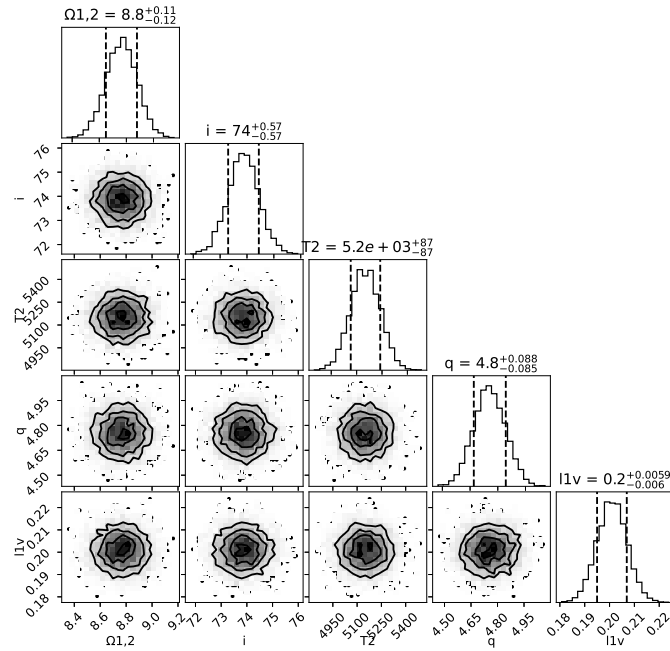 Ω1,2 = 8.8+0.11 −0.12
i = 74+0.57 −0.57
76
75
74
73
72
i
T2 = 5.2e + 03+87 −87
5400
5250
5100
4950
T2
q = 4.8+0.088 −0.085
4.95
4.80
4.65
4.50
q
l1v = 0.2+0.0059 −0.006
0.22
0.21
0.20
0.19
0.18
l1v
8.4 8.6 8.8 9.0 9.2 72 73 74 75 76 4950 5100 5250 5400 4.50 4.65 4.80 4.95 0.18 0.19 0.20 0.21 0.22
Ω1,2 i T2 q l1v